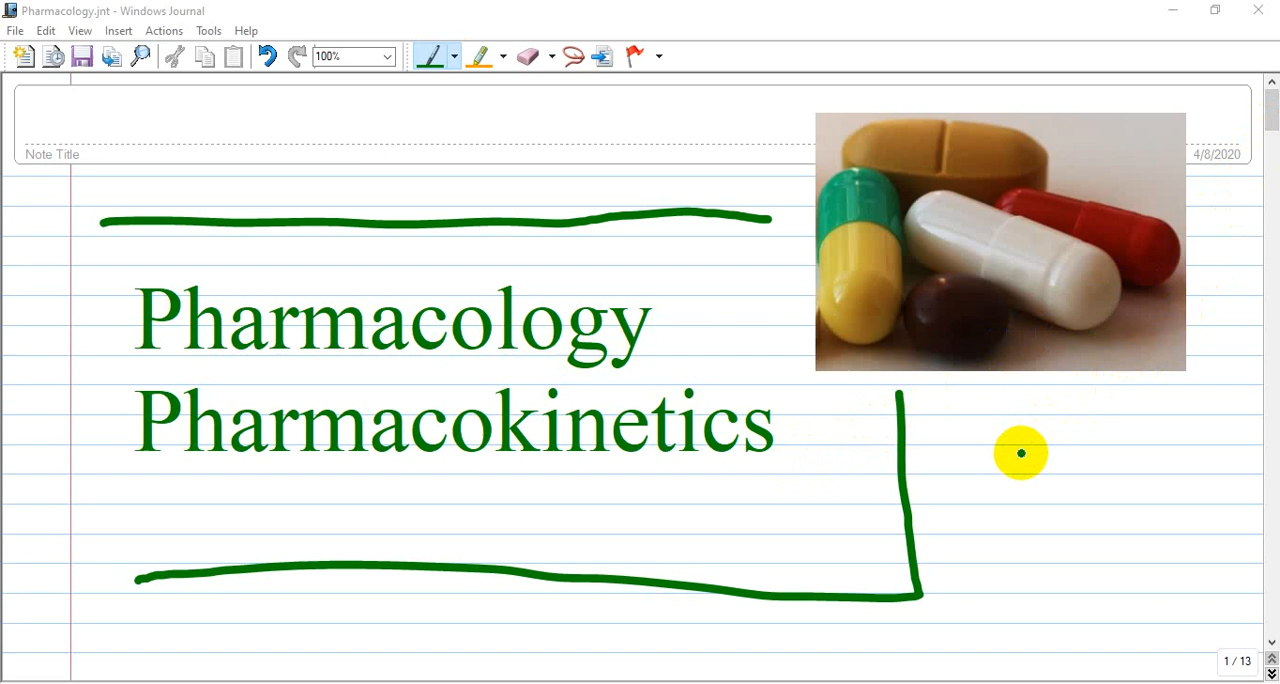 Pharmacology.jnt - Windows Journal
File Edit View Insert Actions Tools Help
100%
Note Title
4/8/2020
Pharmacology
Pharmacokinetics
1 / 13